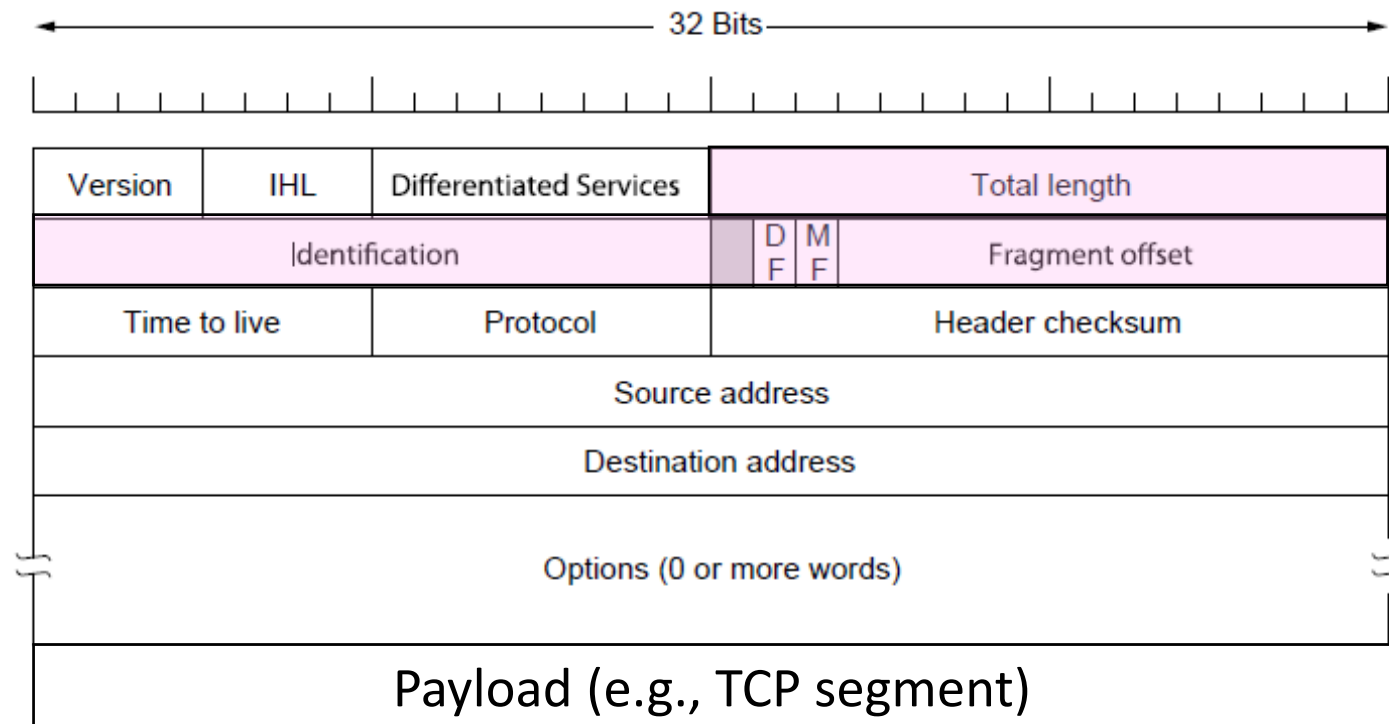 32 Bits
Version IHL Differentiated Services Total length
Identification D F M F Fragment offset
Time to live Protocol Header checksum
Source address
Destination address
Options (0 or more words)
Payload (e.g., TCP segment)